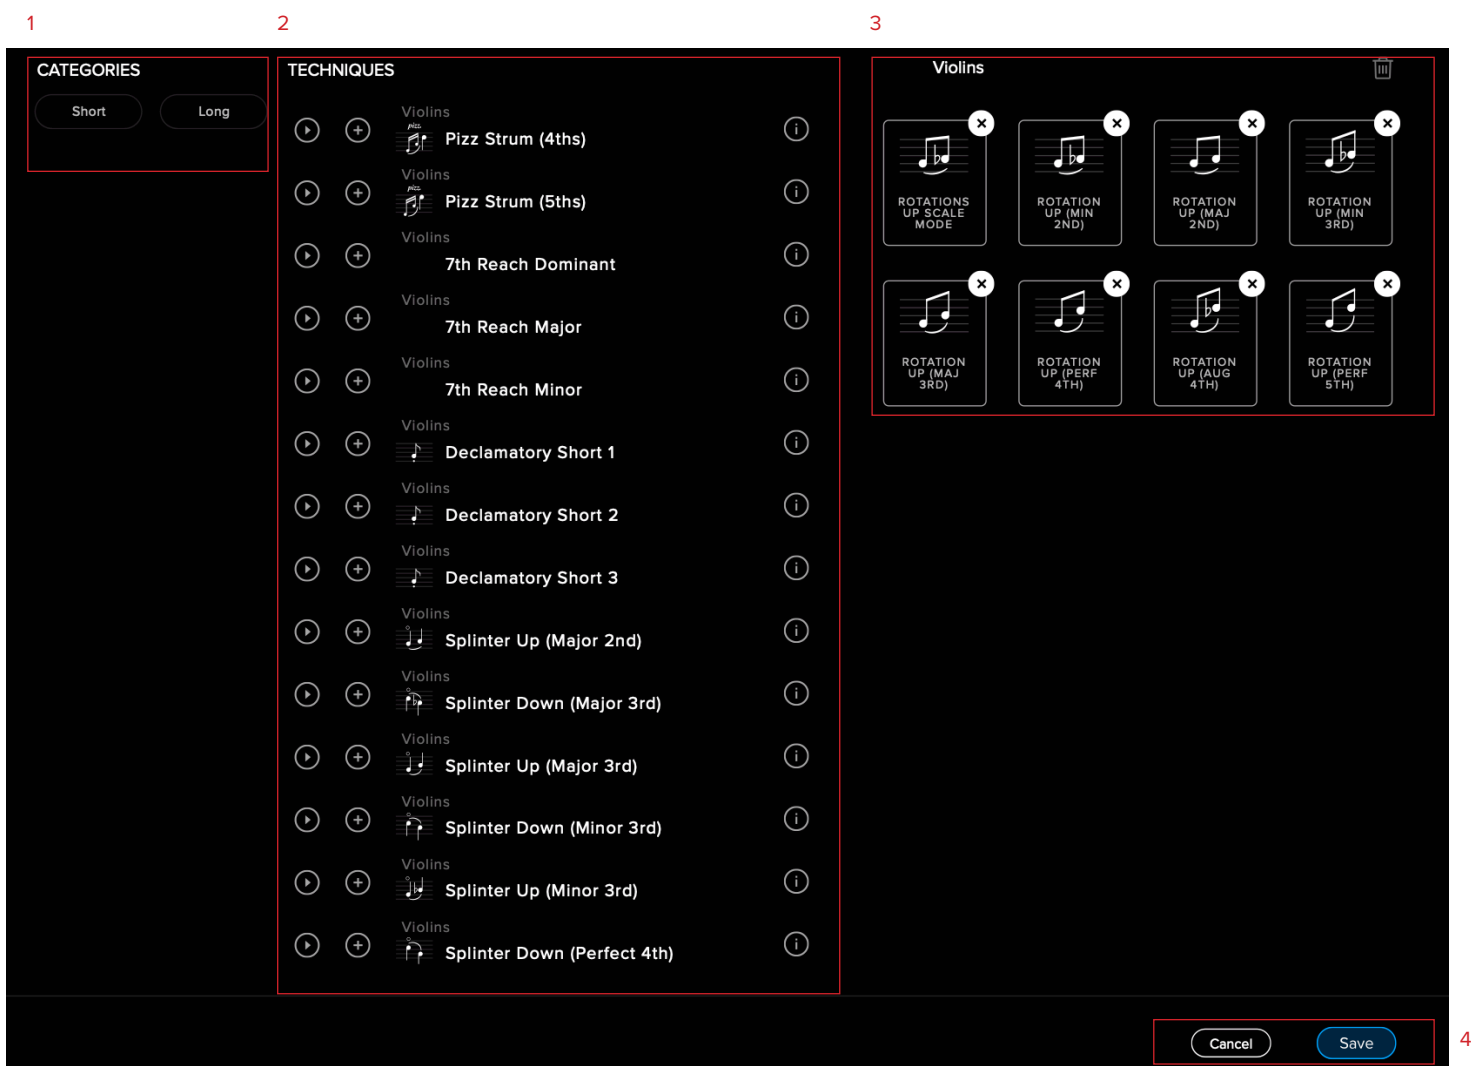 1
2
3
CATEGORIES
Short
Long
TECHNIQUES
Violins
pizz
Pizz Strum (4ths)
Violins
pizz
Pizz Strum (5ths)
Violins
7th Reach Dominant
Violins
7th Reach Major
Violins
7th Reach Minor
Violins
Declamatory Short 1
Violins
Declamatory Short 2
Violins
Declamatory Short 3
Violins
Splinter Up (Major 2nd)
Violins
Splinter Down (Major 3rd)
Violins
Splinter Up (Major 3rd)
Violins
Splinter Down (Minor 3rd)
Violins
Splinter Up (Minor 3rd)
Violins
Splinter Down (Perfect 4th)
Violins
ROTATIONS
UP SCALE
MODE
ROTATION
UP (MIN
2ND)
ROTATION
UP (MAJ
2ND)
ROTATION
UP (MIN
3RD)
ROTATION
UP (MAJ
3RD)
ROTATION
UP (PERF
4TH)
ROTATION
UP (AUG
4TH)
ROTATION
UP (PERF
5TH)
Cancel
Save
4